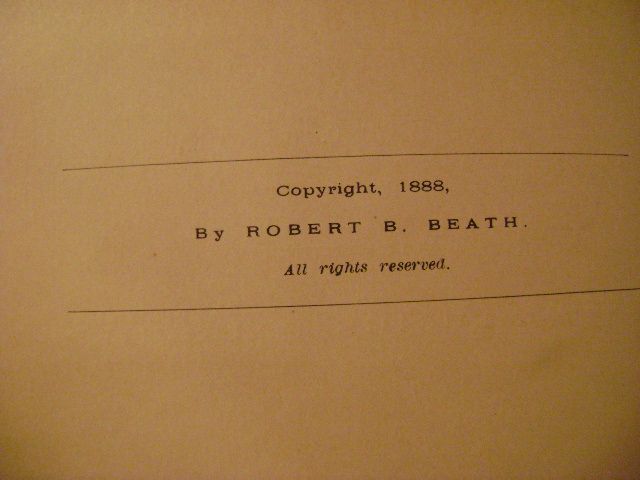 Copyright, 1888,
By ROBERT B. BEATH.
All rights reserved.